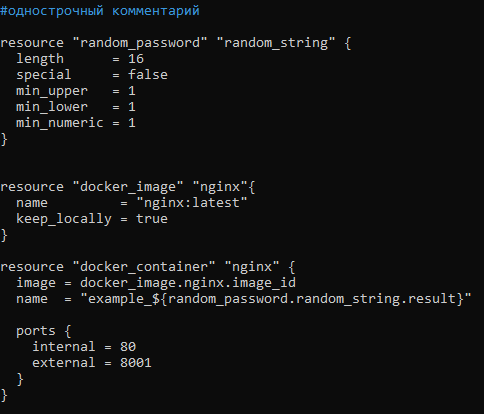 #однострочный комментарий

resource "random_password" "random_string" {
  length      = 16
  special     = false
  min_upper   = 1
  min_lower   = 1
  min_numeric = 1
}


resource "docker_image" "nginx"{
  name         = "nginx:latest"
  keep_locally = true
}

resource "docker_container" "nginx" {
  image = docker_image.nginx.image_id
  name  = "example_${random_password.random_string.result}"

  ports {
    internal = 80
    external = 8001
  }
}